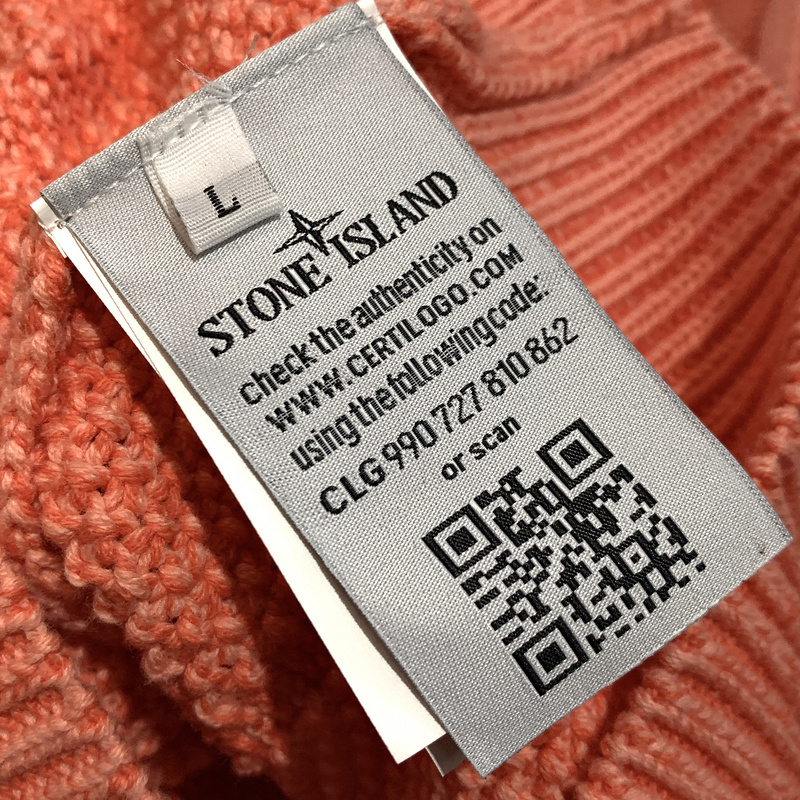 L
STONE ISLAND
check the authenticity on
WWW.CERTILOGO.COM
using the following code:
CLG 990 727 810 862
or scan